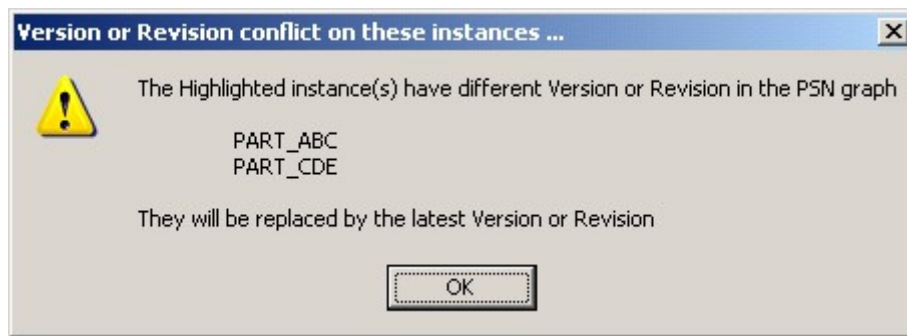 Version or Revision conflict on these instances ...
The Highlighted instance(s) have different Version or Revision in the PSN graph
PART_ABC
PART_CDE
They will be replaced by the latest Version or Revision
OK